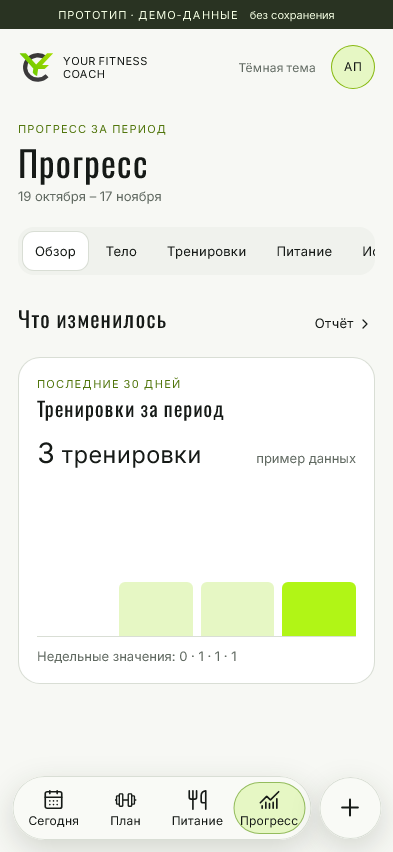 ПРОТОТИП · ДЕМО-ДАННЫЕ без сохранения
YOUR FITNESS
COACH
Тёмная тема
АП
ПРОГРЕСС ЗА ПЕРИОД
Прогресс
19 октября – 17 ноября
Обзор Тело Тренировки Питание Ис
Что изменилось
Отчёт
ПОСЛЕДНИЕ 30 ДНЕЙ
Тренировки за период
3 тренировки
пример данных
Недельные значения: 0 · 1 · 1 · 1
Сегодня План Питание Прогресс